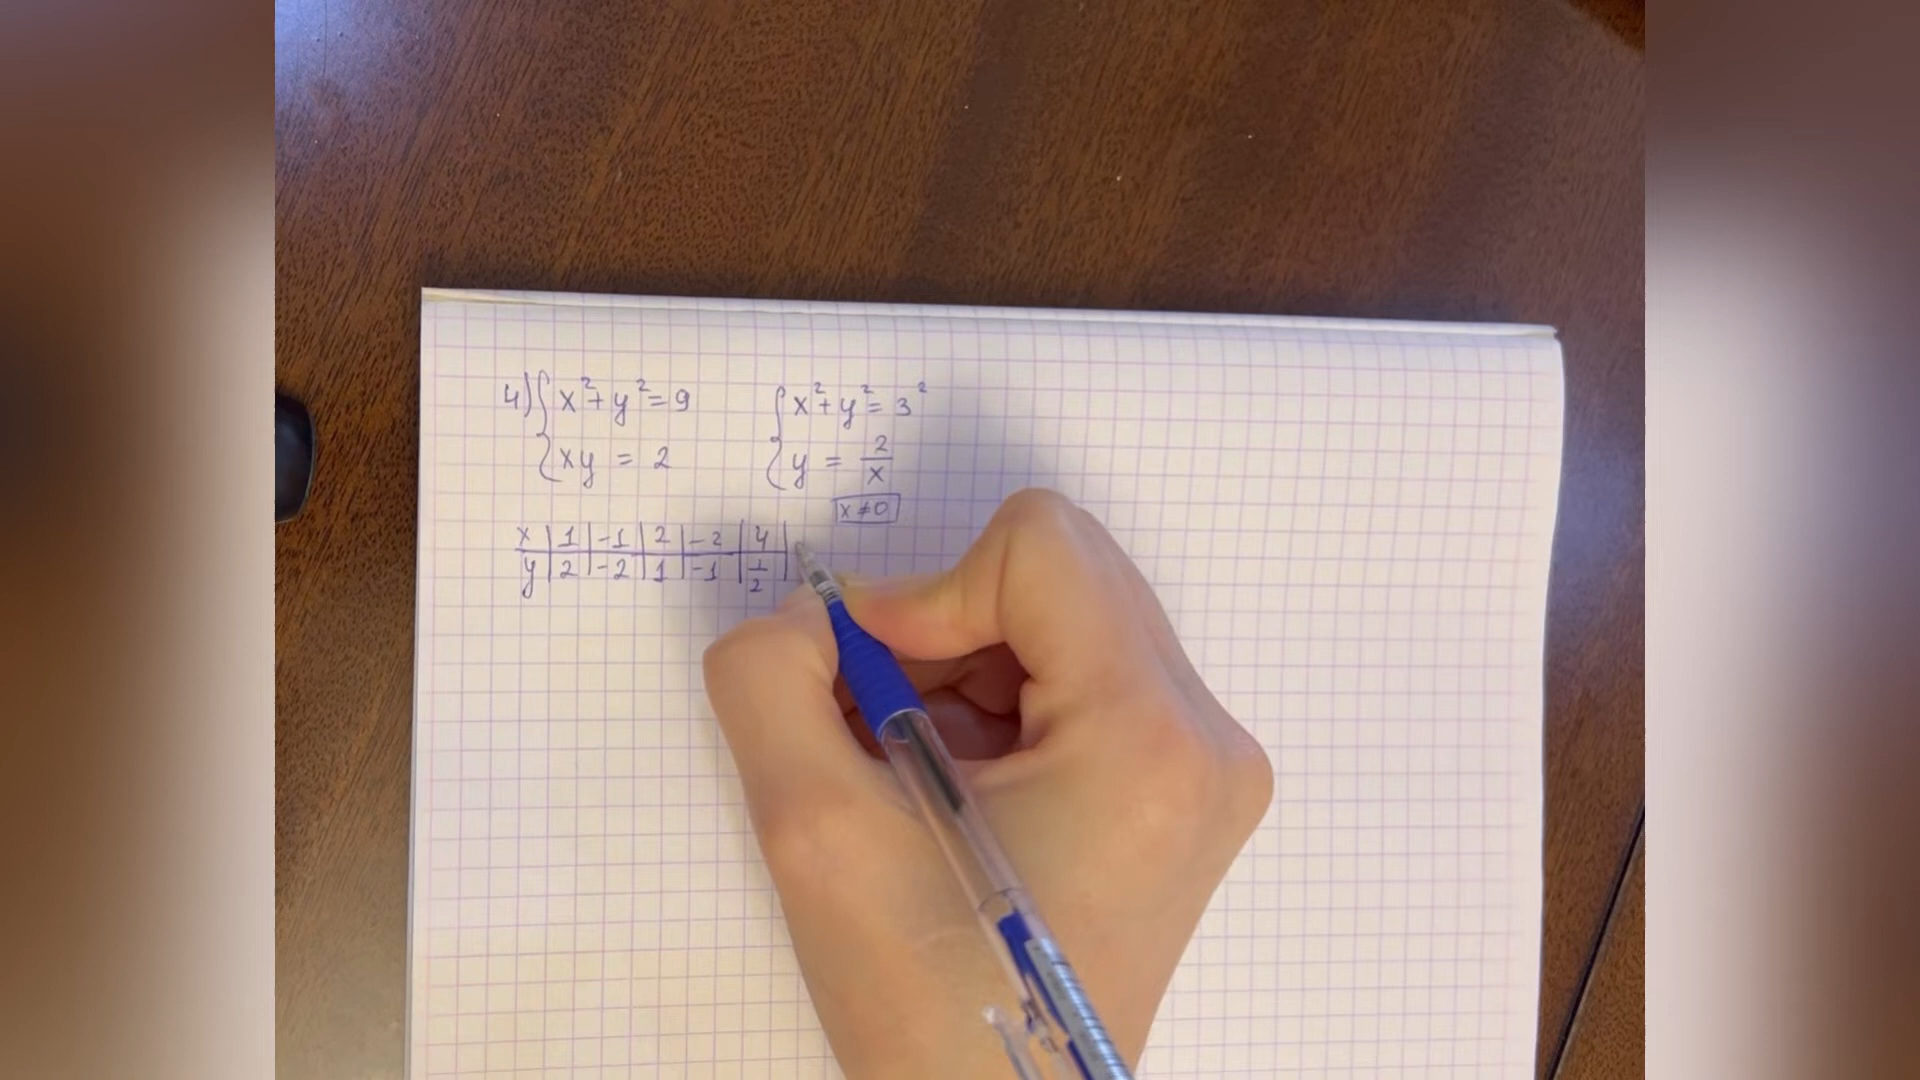 4) { x² + y² = 9 { x² + y² = 3²
{ xy = 2 { y = 2/x
x ≠ 0
x | 1 | -1 | 2 | -2 | 4 |
y | 2 | -2 | 1 | -1 | 1/2 |